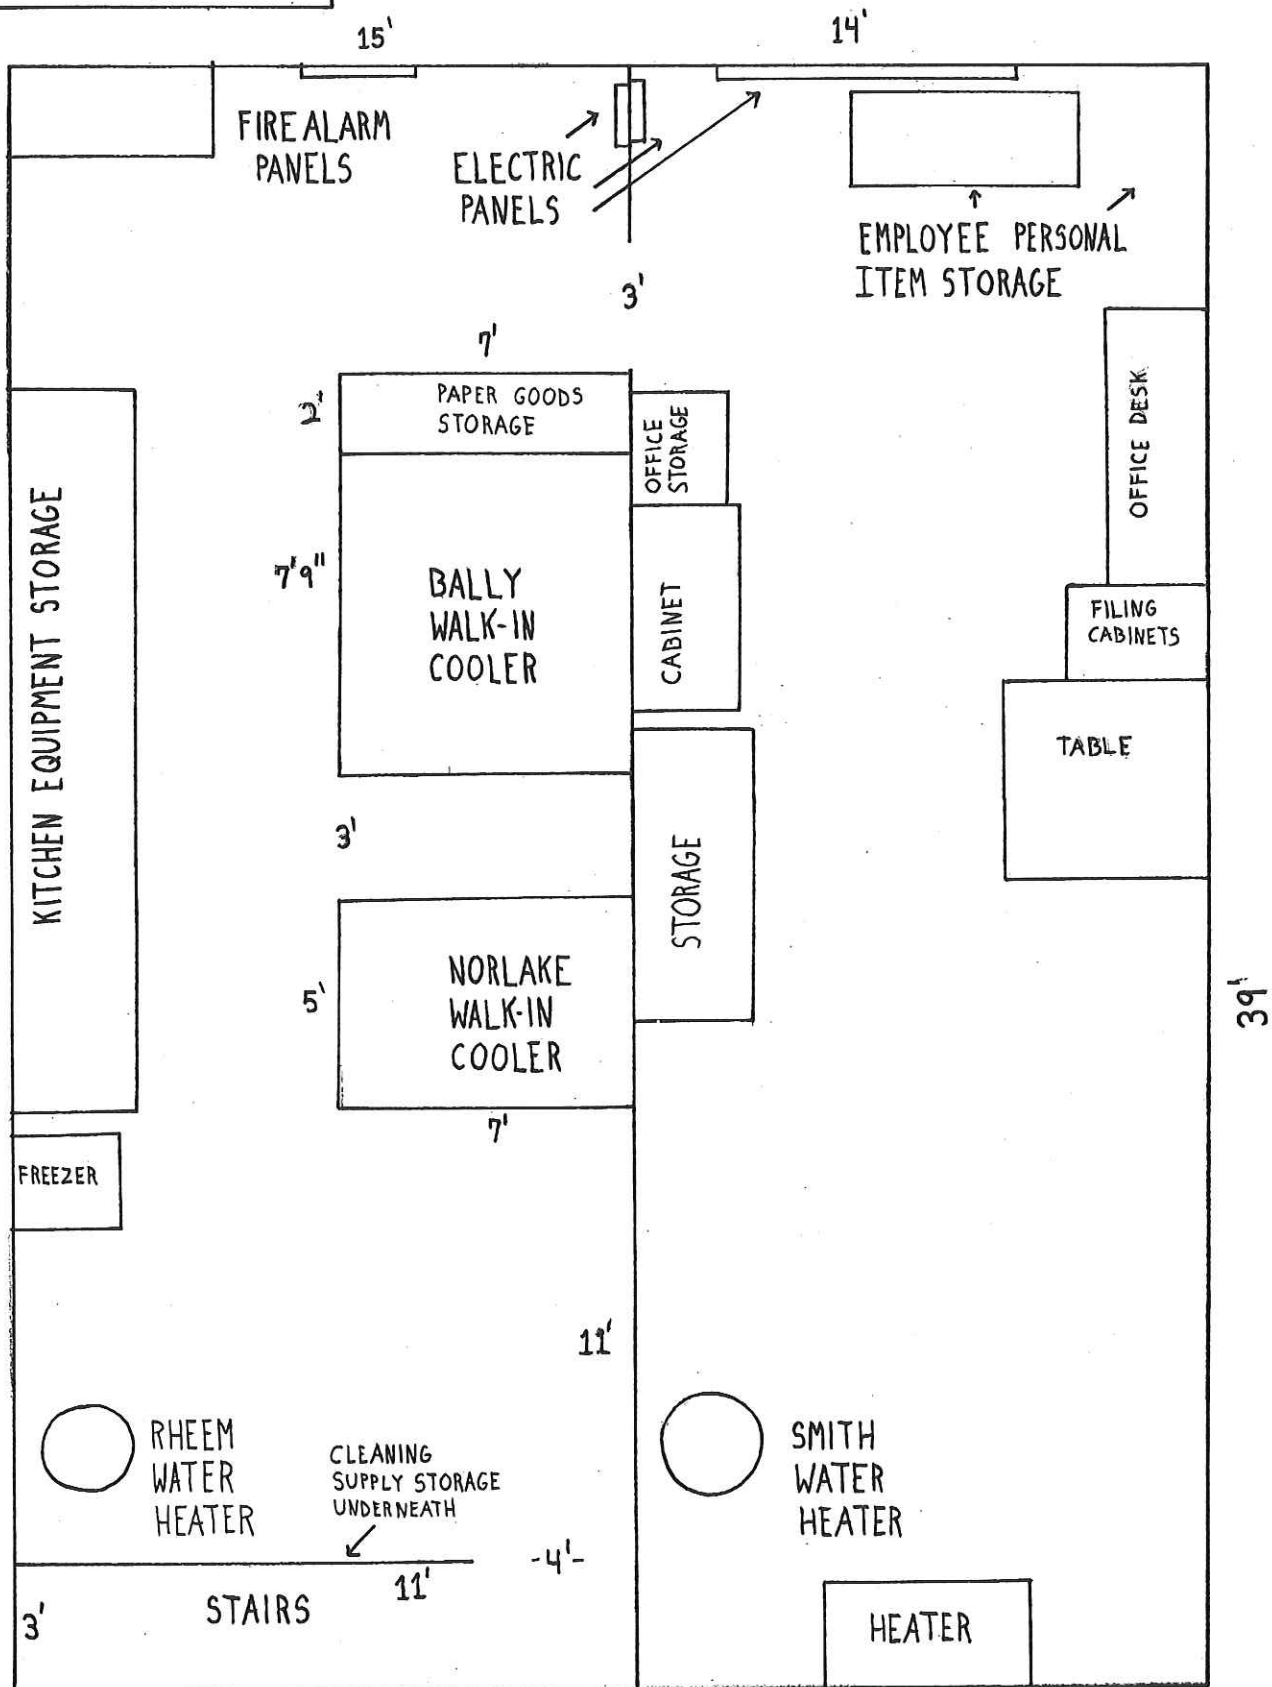 15'
14'
FIRE ALARM
PANELS
ELECTRIC
PANELS
EMPLOYEE PERSONAL
ITEM STORAGE
3'
7'
2'
PAPER GOODS
STORAGE
OFFICE
STORAGE
OFFICE DESK
KITCHEN EQUIPMENT STORAGE
7'9"
BALLY
WALK-IN
COOLER
CABINET
FILING
CABINETS
TABLE
3'
STORAGE
5'
NORLAKE
WALK-IN
COOLER
39'
7'
FREEZER
11'
RHEEM
WATER
HEATER
CLEANING
SUPPLY STORAGE
UNDERNEATH
SMITH
WATER
HEATER
-4'-
11'
3'
STAIRS
HEATER